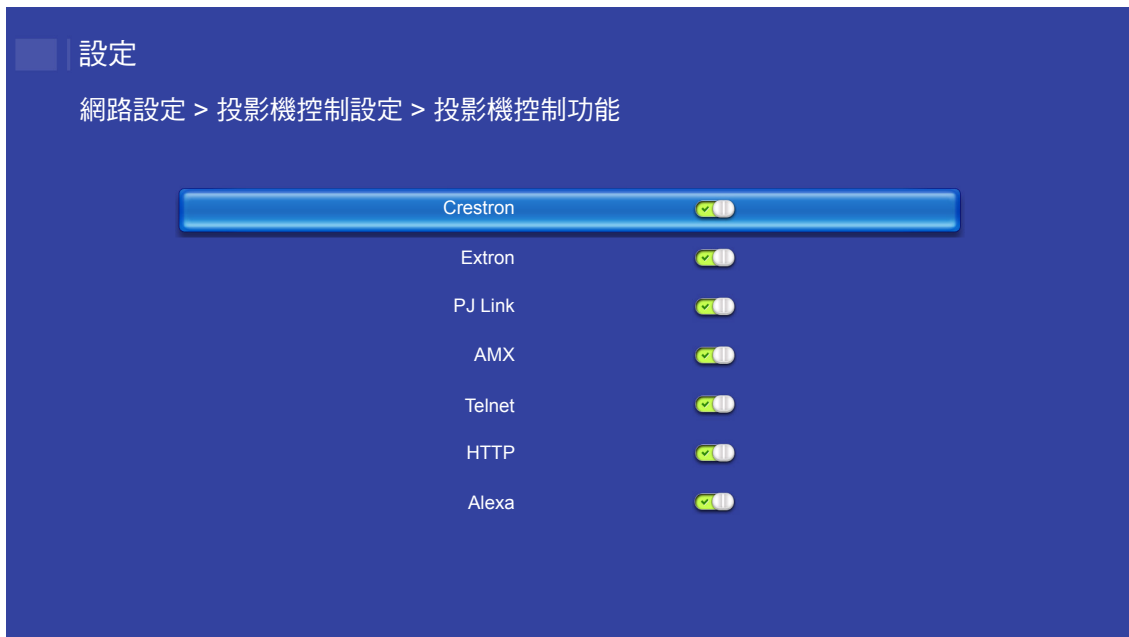 設定
網路設定 > 投影機控制設定 > 投影機控制功能
Crestron
Extron
PJ Link
AMX
Telnet
HTTP
Alexa